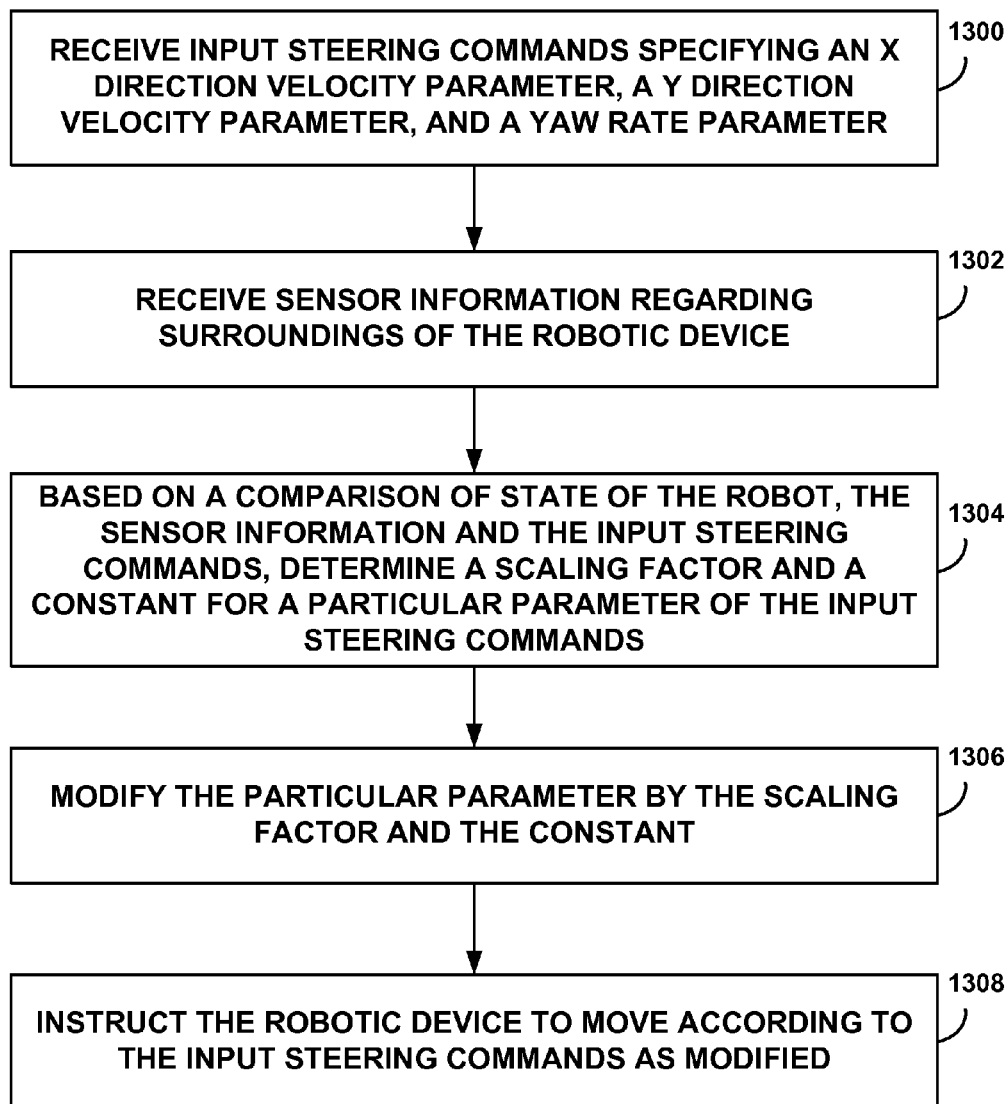 1300
RECEIVE INPUT STEERING COMMANDS SPECIFYING AN X
DIRECTION VELOCITY PARAMETER, A Y DIRECTION
VELOCITY PARAMETER, AND A YAW RATE PARAMETER
1302
RECEIVE SENSOR INFORMATION REGARDING
SURROUNDINGS OF THE ROBOTIC DEVICE
1304
BASED ON A COMPARISON OF STATE OF THE ROBOT, THE
SENSOR INFORMATION AND THE INPUT STEERING
COMMANDS, DETERMINE A SCALING FACTOR AND A
CONSTANT FOR A PARTICULAR PARAMETER OF THE INPUT
STEERING COMMANDS
1306
MODIFY THE PARTICULAR PARAMETER BY THE SCALING
FACTOR AND THE CONSTANT
1308
INSTRUCT THE ROBOTIC DEVICE TO MOVE ACCORDING TO
THE INPUT STEERING COMMANDS AS MODIFIED